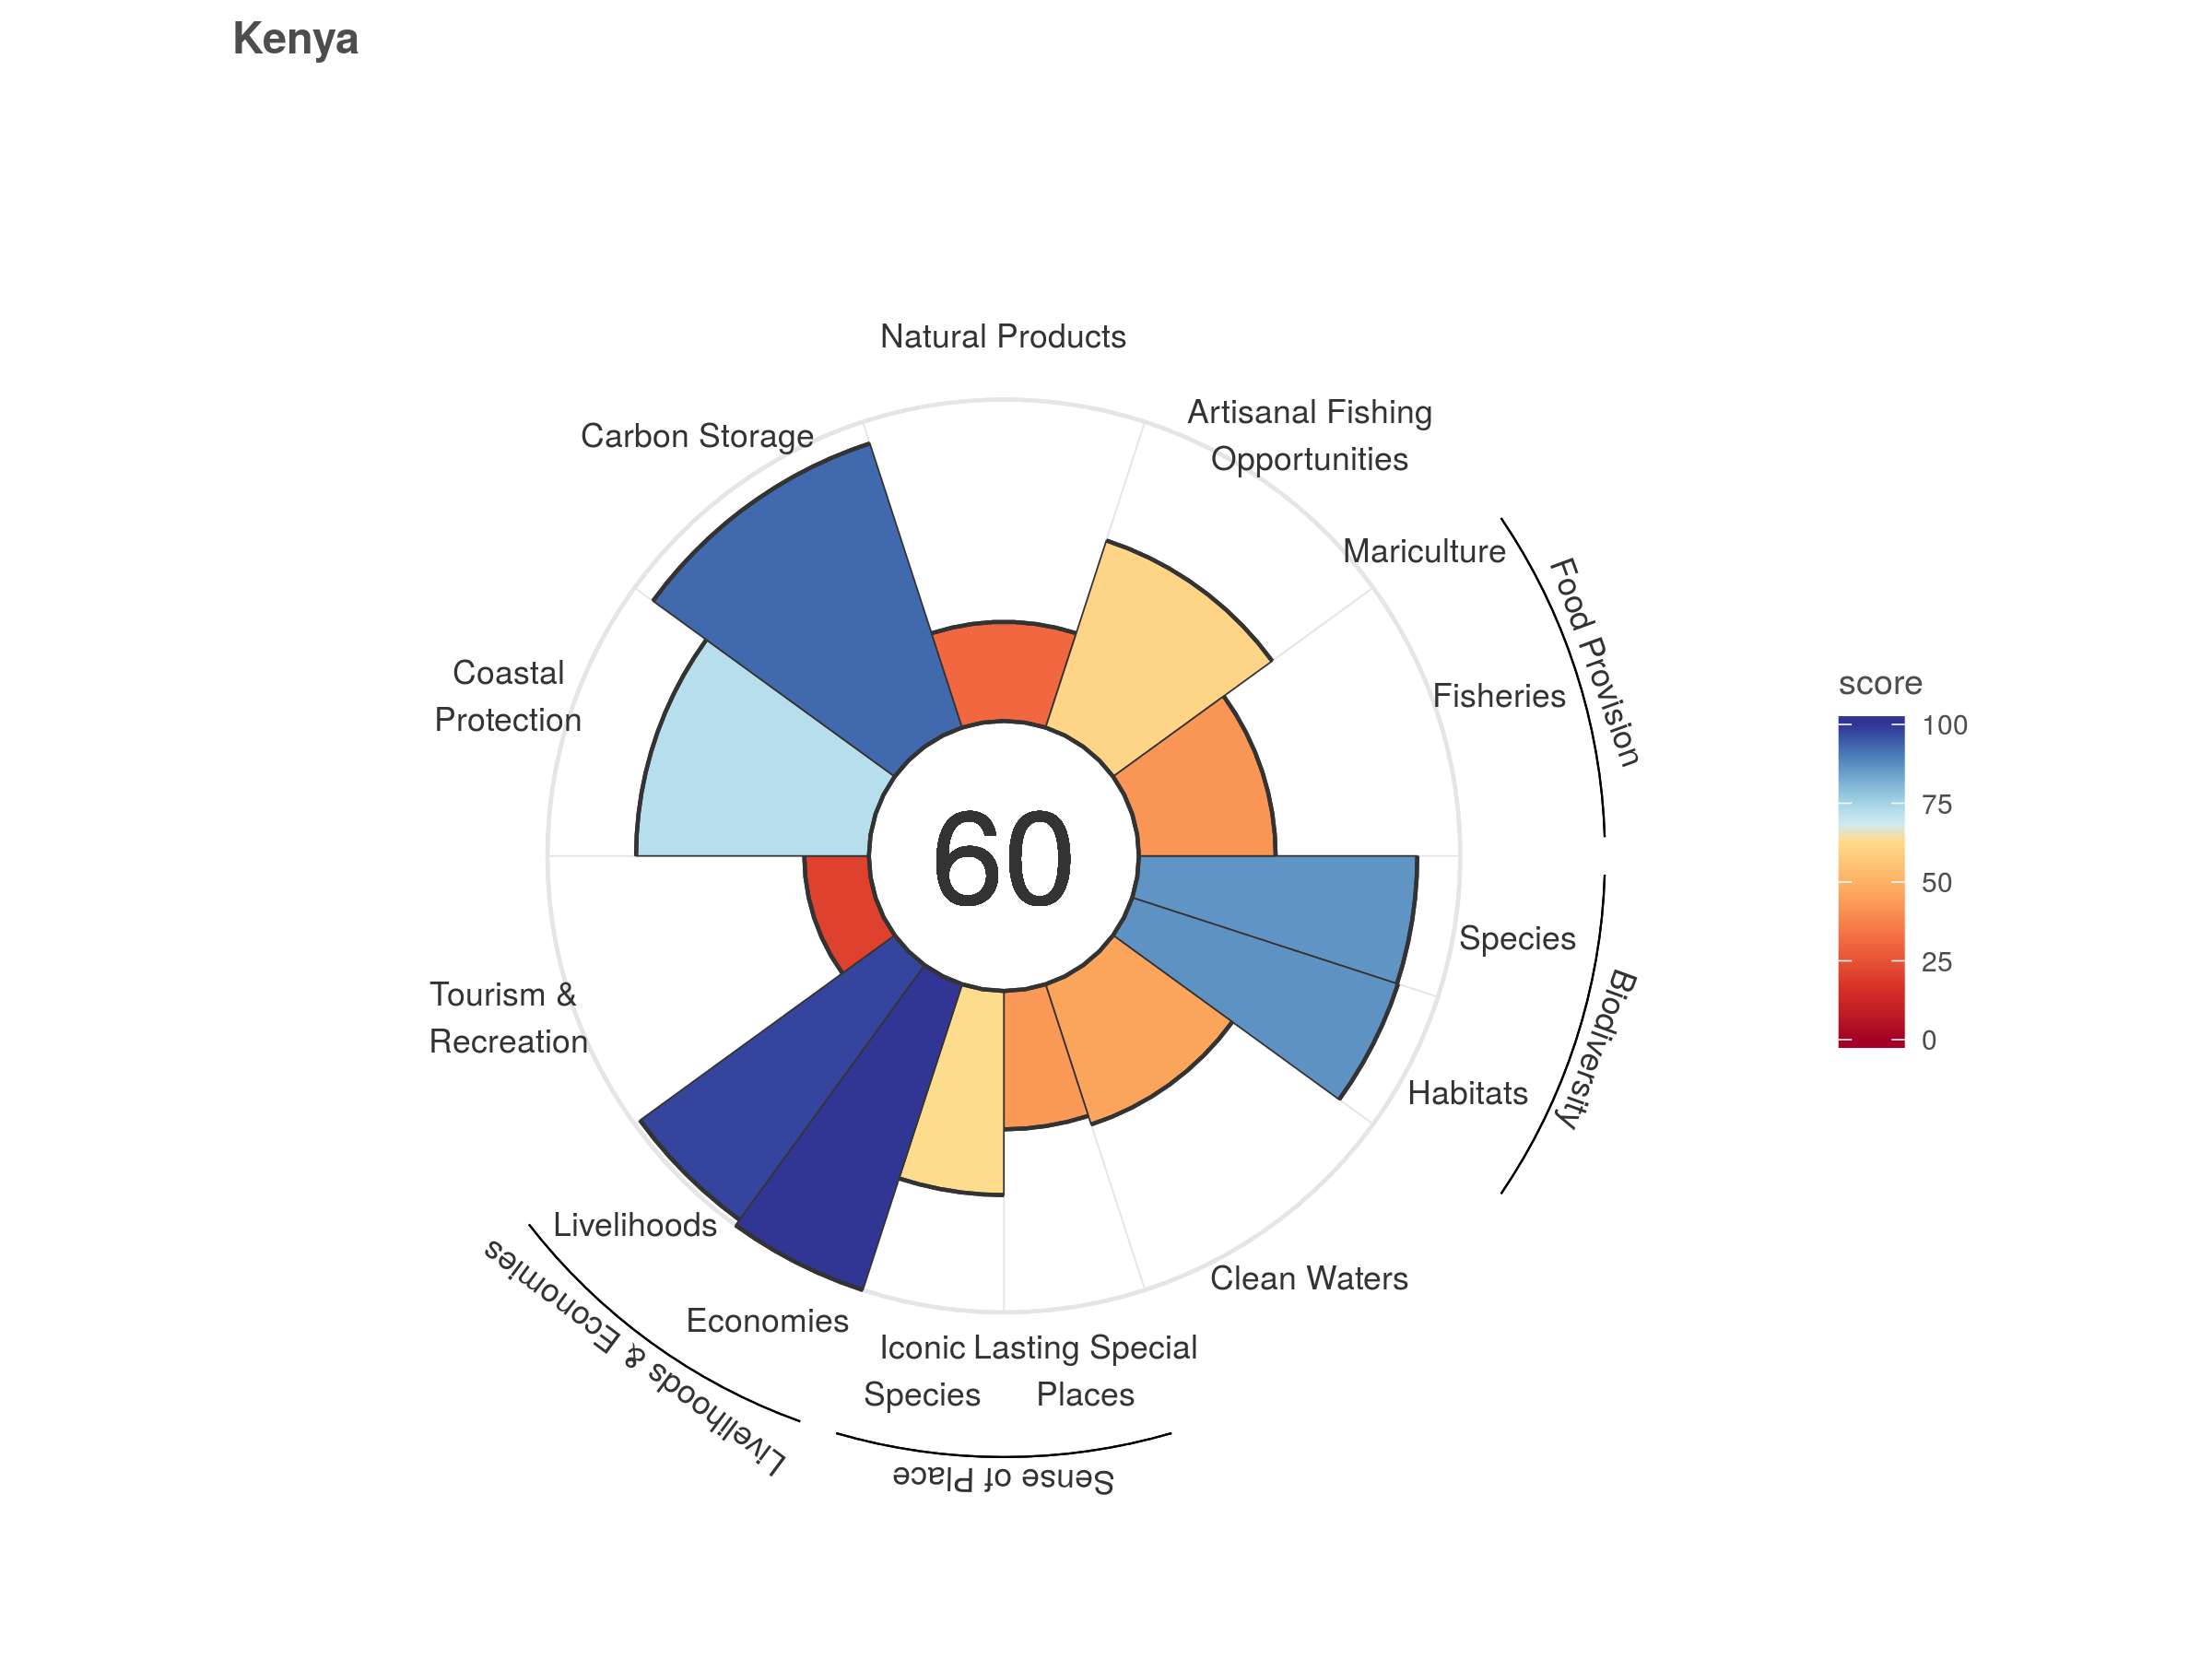 Kenya
Natural Products
Artisanal Fishing
Opportunities
Carbon Storage
Mariculture
Food Provision
Fisheries
Coastal
Protection
score
100
75
50
25
0
60
Species
Biodiversity
Habitats
Tourism &
Recreation
Livelihoods
Economies
Livelihoods & Economies
Clean Waters
Iconic
Species
Lasting Special
Places
Sense of Place